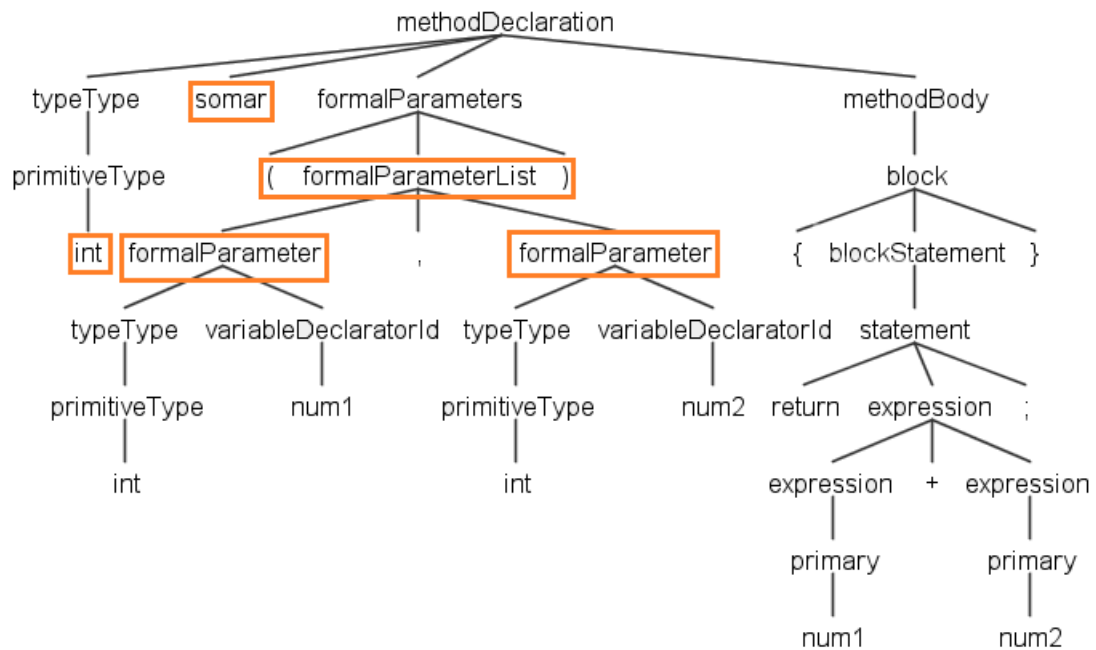 methodDeclaration
typeType somar formalParameters methodBody
primitiveType ( formalParameterList ) block
int formalParameter , formalParameter { blockStatement }
typeType variableDeclaratorId typeType variableDeclaratorId statement
primitiveType num1 primitiveType num2 return expression ;
int int expression + expression
primary primary
num1 num2